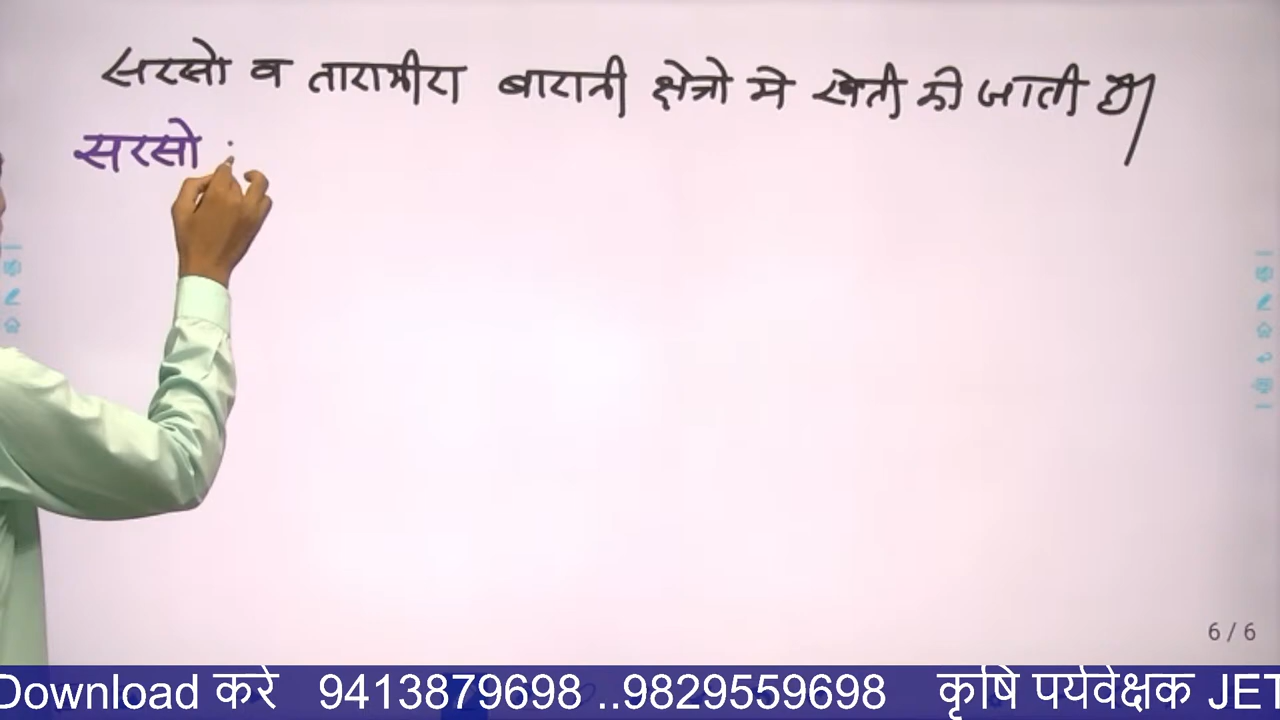 सरसो व तारामीरा बारानी क्षेत्रो मे खेती की जाती है।
सरसो :
6 / 6
Download करे 9413879698 ..9829559698 कृषि पर्यवेक्षक JET